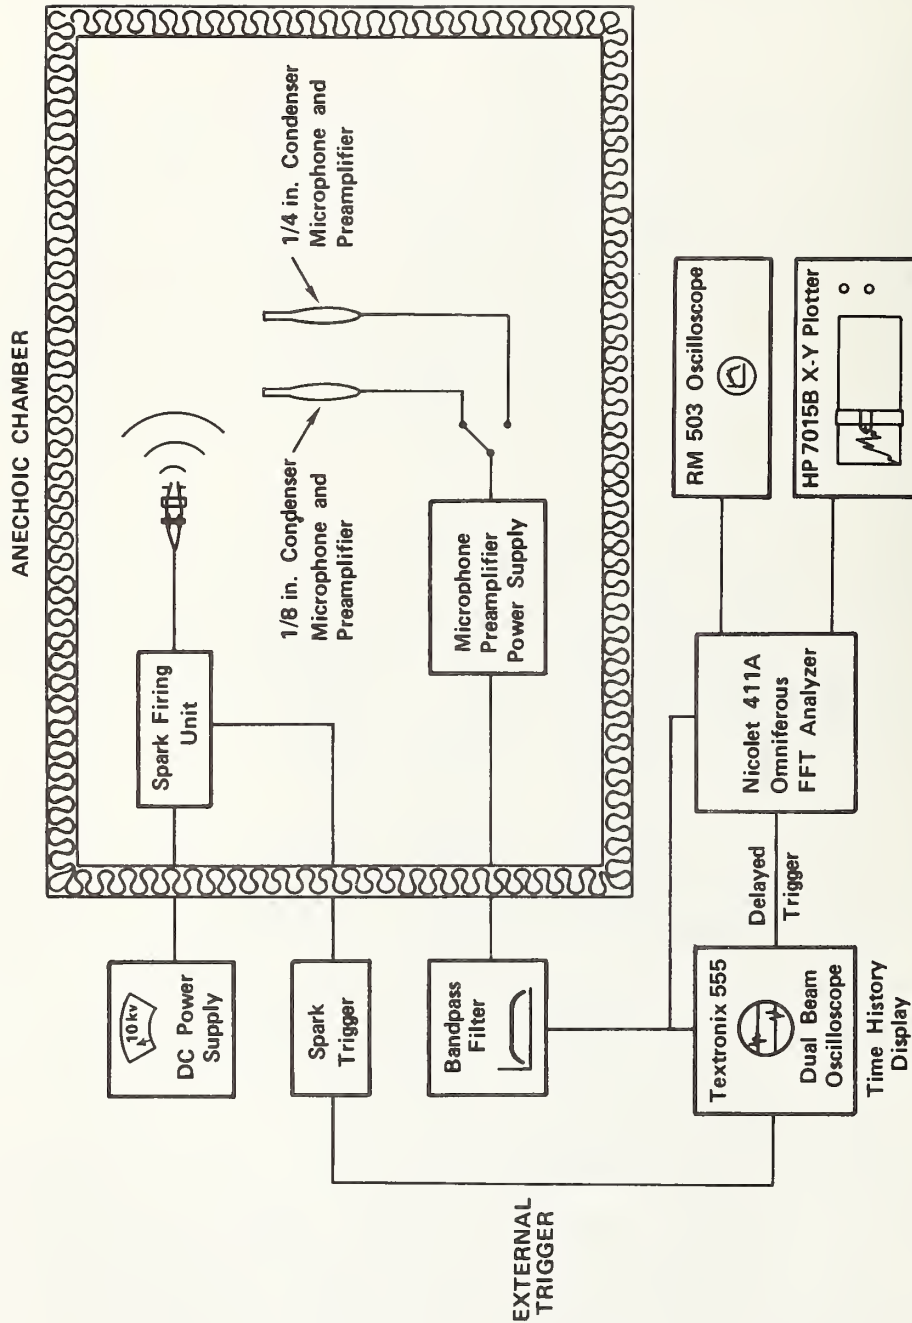 ANECHOIC CHAMBER
1/4 in. Condenser
Microphone and
Preamplifier
1/8 in. Condenser
Microphone and
Preamplifier
Spark Firing
Unit
Microphone
Preamplifier
Power Supply
10 kv
DC Power
Supply
Spark
Trigger
Bandpass
Filter
EXTERNAL
TRIGGER
Textronix 555
Dual Beam
Oscilloscope
Time History
Display
Delayed
Trigger
Nicolet 411A
Omniferous
FFT Analyzer
RM 503 Oscilloscope
HP 7015B X-Y Plotter